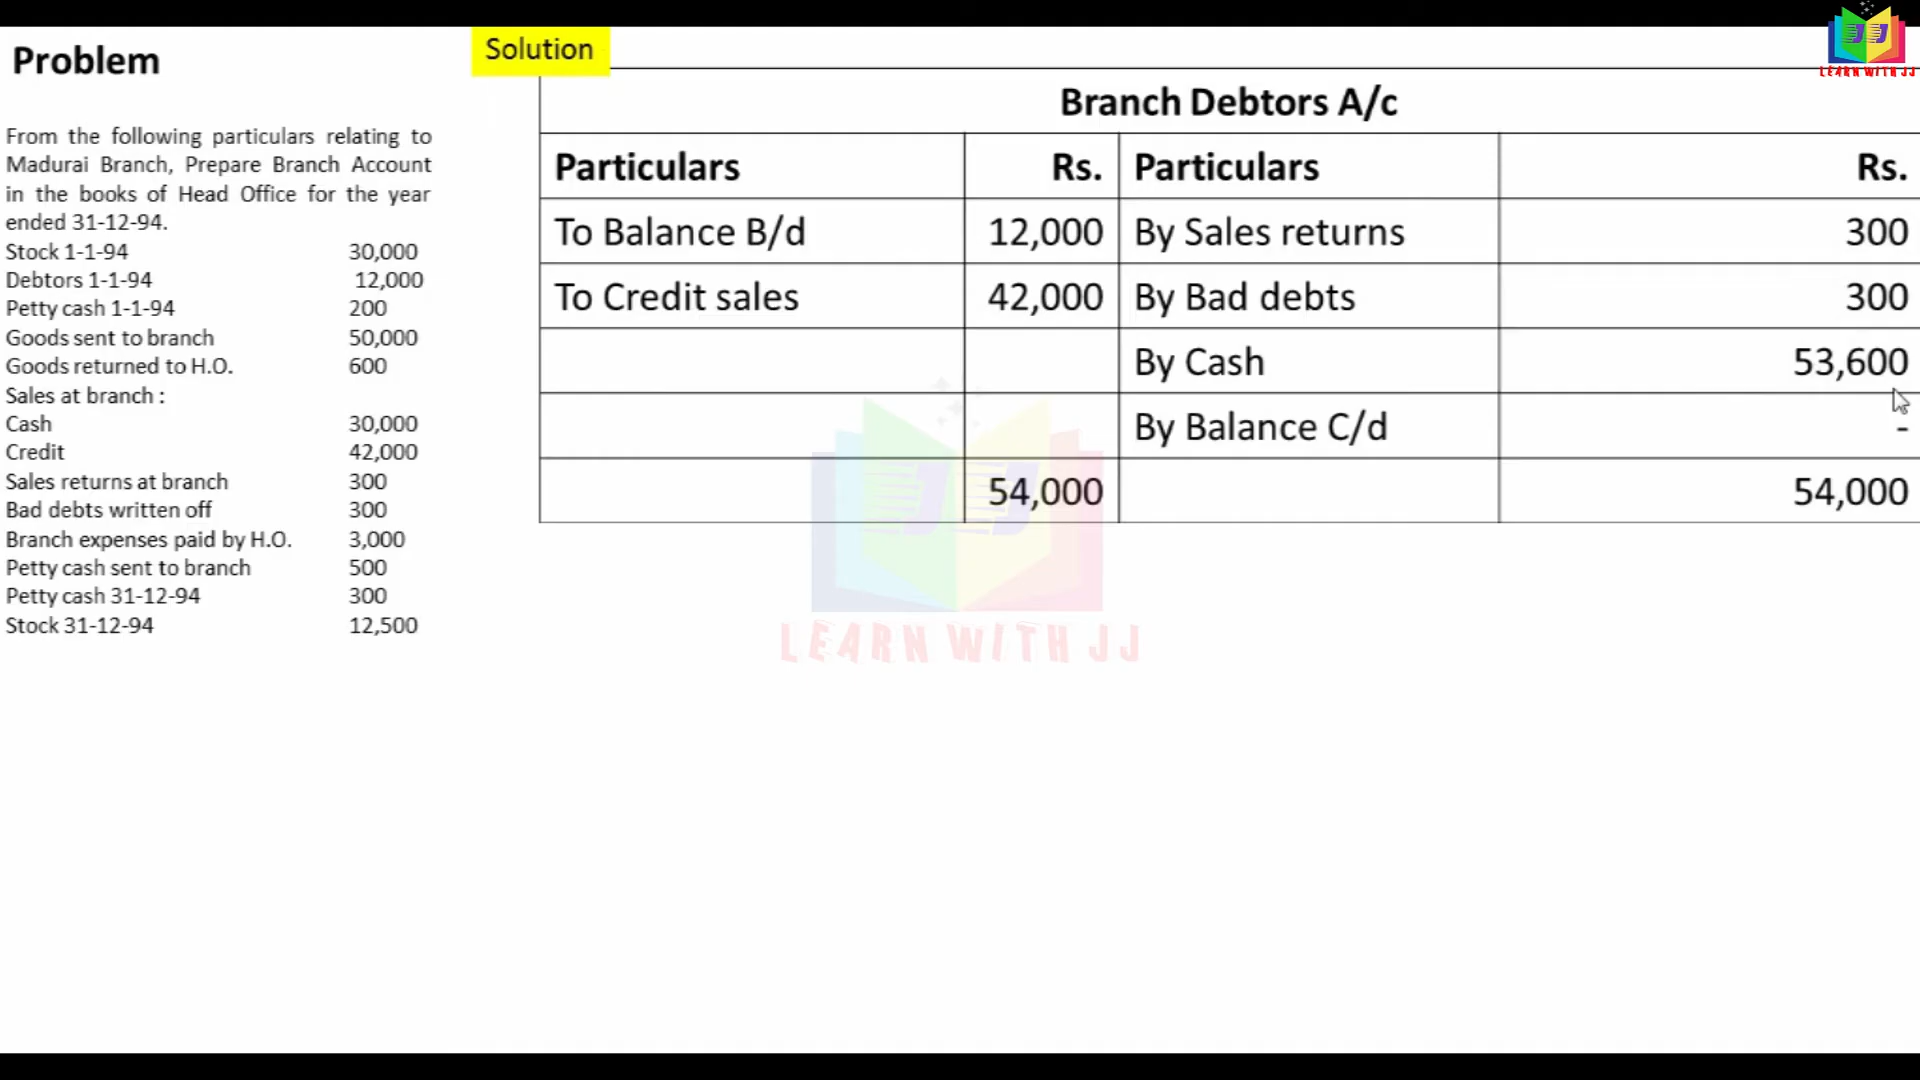 Problem
From the following particulars relating to
Madurai Branch, Prepare Branch Account
in the books of Head Office for the year
ended 31-12-94.
Stock 1-1-94 30,000
Debtors 1-1-94 12,000
Petty cash 1-1-94 200
Goods sent to branch 50,000
Goods returned to H.O. 600
Sales at branch :
Cash 30,000
Credit 42,000
Sales returns at branch 300
Bad debts written off 300
Branch expenses paid by H.O. 3,000
Petty cash sent to branch 500
Petty cash 31-12-94 300
Stock 31-12-94 12,500
Solution
Branch Debtors A/c
Particulars Rs. Particulars Rs.
To Balance B/d 12,000 By Sales returns 300
To Credit sales 42,000 By Bad debts 300
By Cash 53,600
By Balance C/d -
54,000 54,000
JJ
LEARN WITH JJ
JJ
LEARN WITH JJ